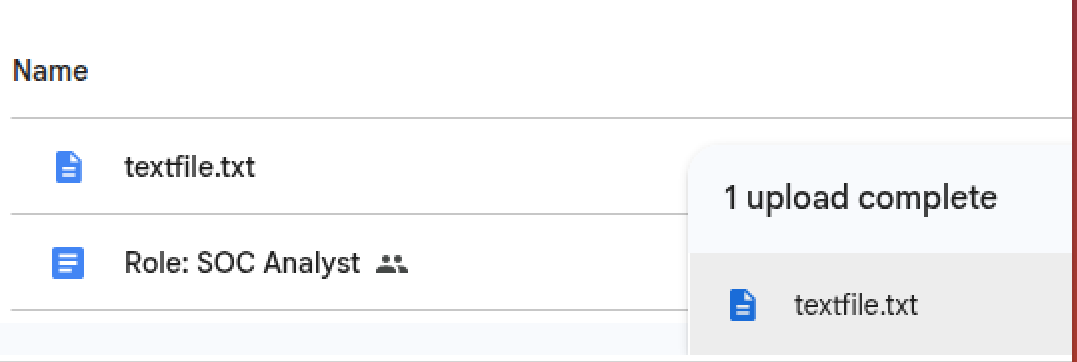 Name
textfile.txt
1 upload complete
Role: SOC Analyst
textfile.txt